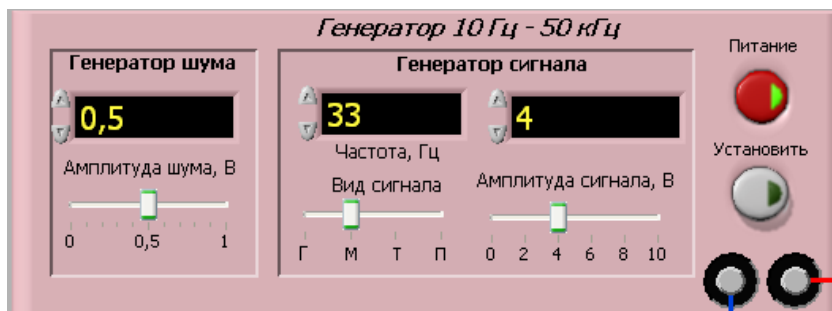 Генератор 10 Гц - 50 кГц
Генератор шума
0,5
Амплитуда шума, В
0 0,5 1
Генератор сигнала
33
Частота, Гц
4
Вид сигнала
Г М Т П
Амплитуда сигнала, В
0 2 4 6 8 10
Питание
Установить